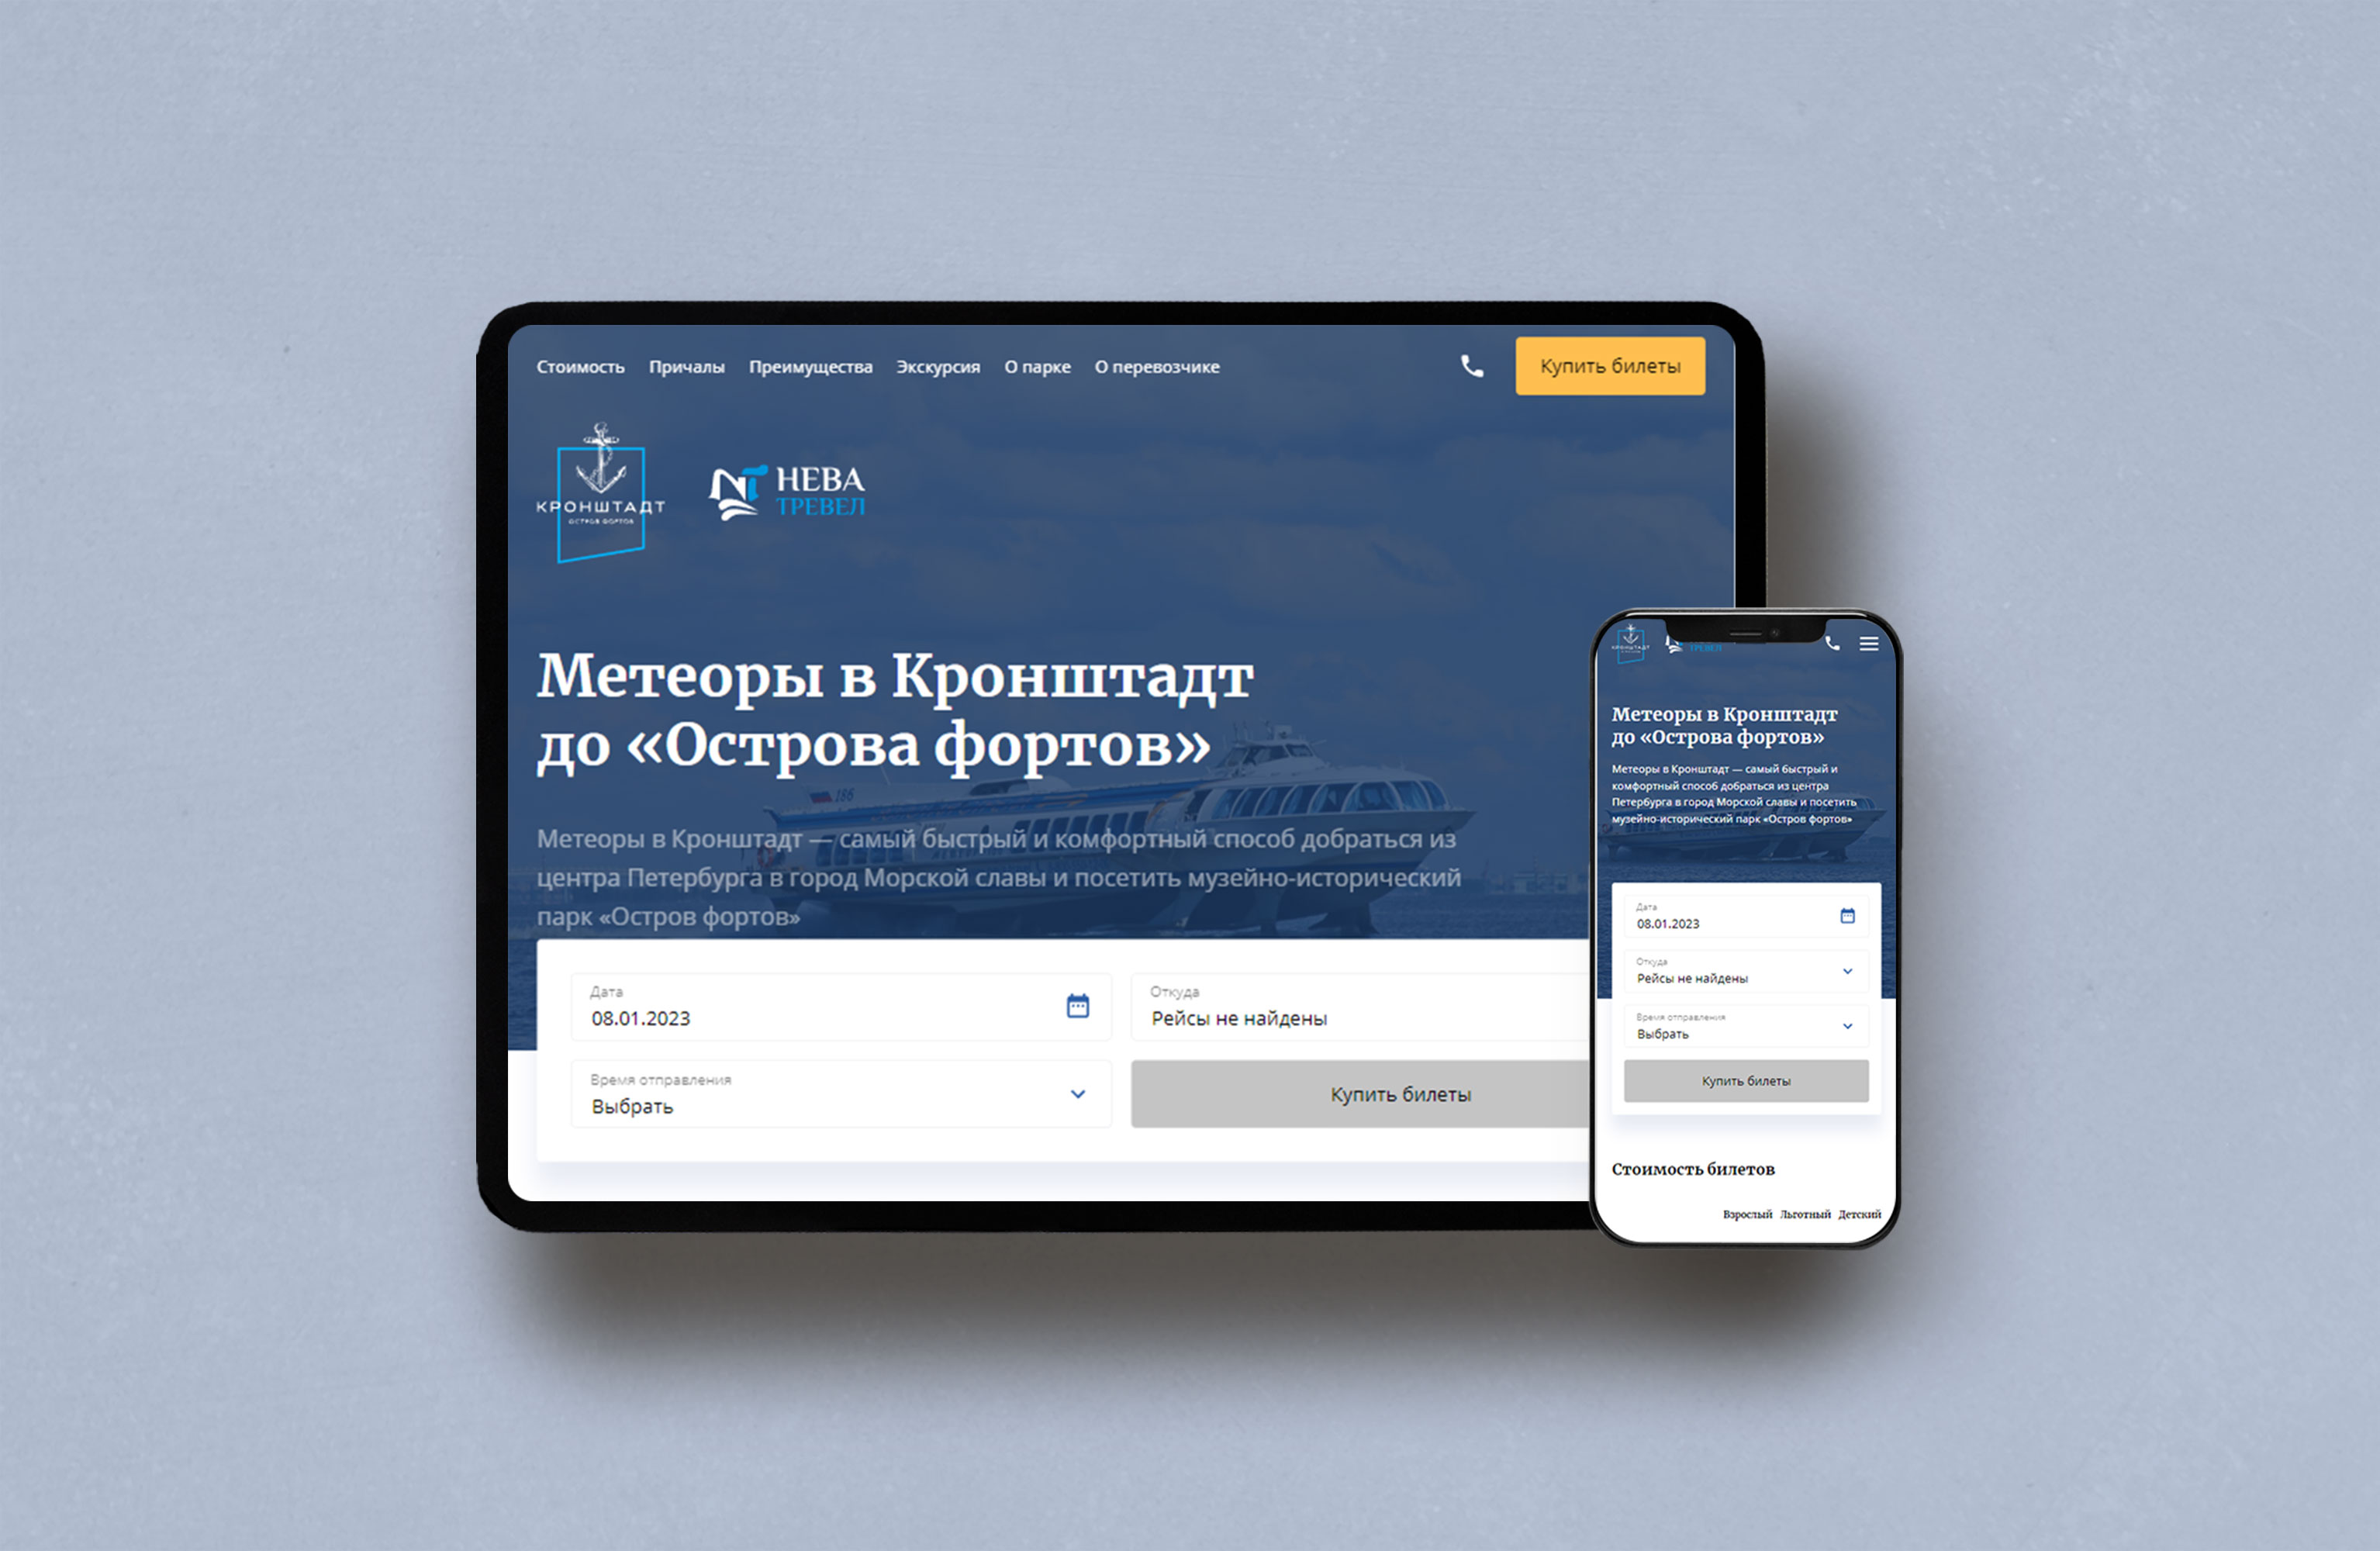 Стоимость Причалы Преимущества Экскурсия О парке О перевозчике Купить билеты
КРОНШТАДТ
ОСТРОВ ФОРТОВ
НЕВА
ТРЕВЕЛ
Метеоры в Кронштадт
до «Острова фортов»
186
Метеоры в Кронштадт — самый быстрый и комфортный способ добраться из
центра Петербурга в город Морской славы и посетить музейно-исторический
парк «Остров фортов»
Дата
08.01.2023
Откуда
Рейсы не найдены
Время отправления
Выбрать
Купить билеты
КРОНШТАДТ
ТРЕВЕЛ
Метеоры в Кронштадт
до «Острова фортов»
Метеоры в Кронштадт — самый быстрый и
комфортный способ добраться из центра
Петербурга в город Морской славы и посетить
музейно-исторический парк «Остров фортов»
Дата
08.01.2023
Откуда
Рейсы не найдены
Время отправления
Выбрать
Купить билеты
Стоимость билетов
Взрослый Льготный Детский